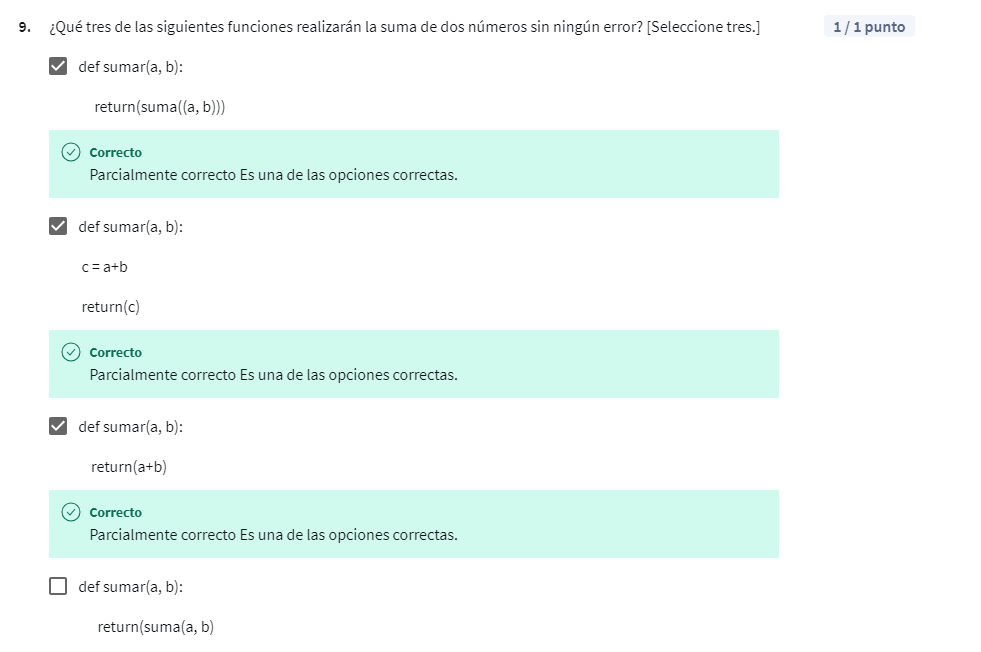 9. ¿Qué tres de las siguientes funciones realizarán la suma de dos números sin ningún error? [Seleccione tres.] 1 / 1 punto
def sumar(a, b):
return(suma((a, b)))
Correcto
Parcialmente correcto Es una de las opciones correctas.
def sumar(a, b):
c = a+b
return(c)
Correcto
Parcialmente correcto Es una de las opciones correctas.
def sumar(a, b):
return(a+b)
Correcto
Parcialmente correcto Es una de las opciones correctas.
def sumar(a, b):
return(suma(a, b)